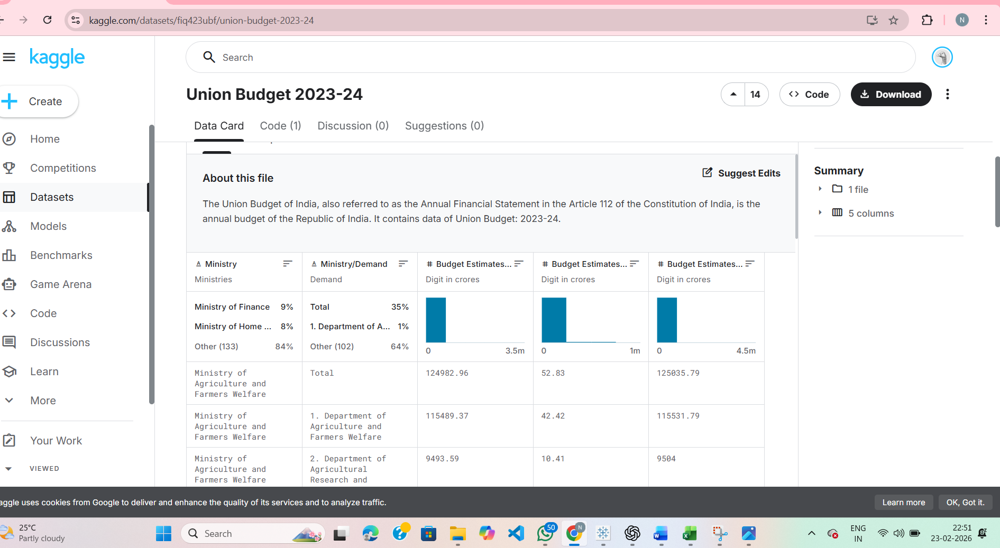 kaggle.com/datasets/fiq423ubf/union-budget-2023-24
N
kaggle
Search
Create
Home
Competitions
Datasets
Models
Benchmarks
Game Arena
Code
Discussions
Learn
More
Your Work
VIEWED
Union Budget 2023-24
14
Code
Download
Data Card
Code (1)
Discussion (0)
Suggestions (0)
About this file
Suggest Edits
The Union Budget of India, also referred to as the Annual Financial Statement in the Article 112 of the Constitution of India, is the
annual budget of the Republic of India. It contains data of Union Budget: 2023-24.
Summary
1 file
5 columns
A Ministry
Ministries
A Ministry/Demand
Demand
# Budget Estimates...
Digit in crores
# Budget Estimates...
Digit in crores
# Budget Estimates...
Digit in crores
Ministry of Finance 9%
Ministry of Home ... 8%
Other (133) 84%
Total 35%
1. Department of A... 1%
Other (102) 64%
0 3.5m
0 1m
0 4.5m
Ministry of
Agriculture and
Farmers Welfare
Total
124982.96
52.83
125035.79
Ministry of
Agriculture and
Farmers Welfare
1. Department of
Agriculture and
Farmers Welfare
115489.37
42.42
115531.79
Ministry of
Agriculture and
Farmers Welfare
2. Department of
Agricultural
Research and
9493.59
10.41
9504
aggle uses cookies from Google to deliver and enhance the quality of its services and to analyze traffic.
Learn more
OK, Got it.
25°C
Partly cloudy
Search
50
N
ENG
IN
22:51
23-02-2026